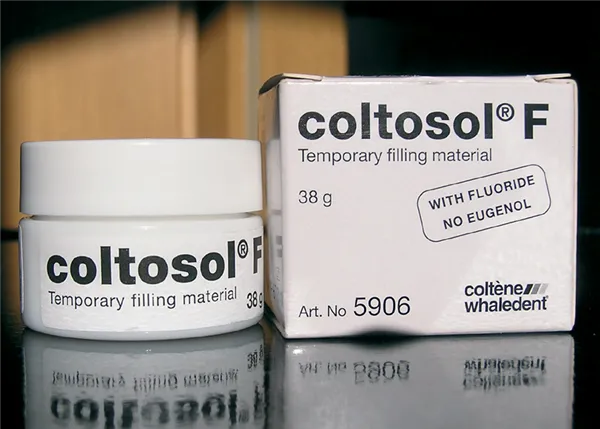 coltosol® F
Temporary filling material
38 g
coltosol® F
Temporary filling material
38 g
WITH FLUORIDE
NO EUGENOL
Art. No 5906
coltène
whaledent®